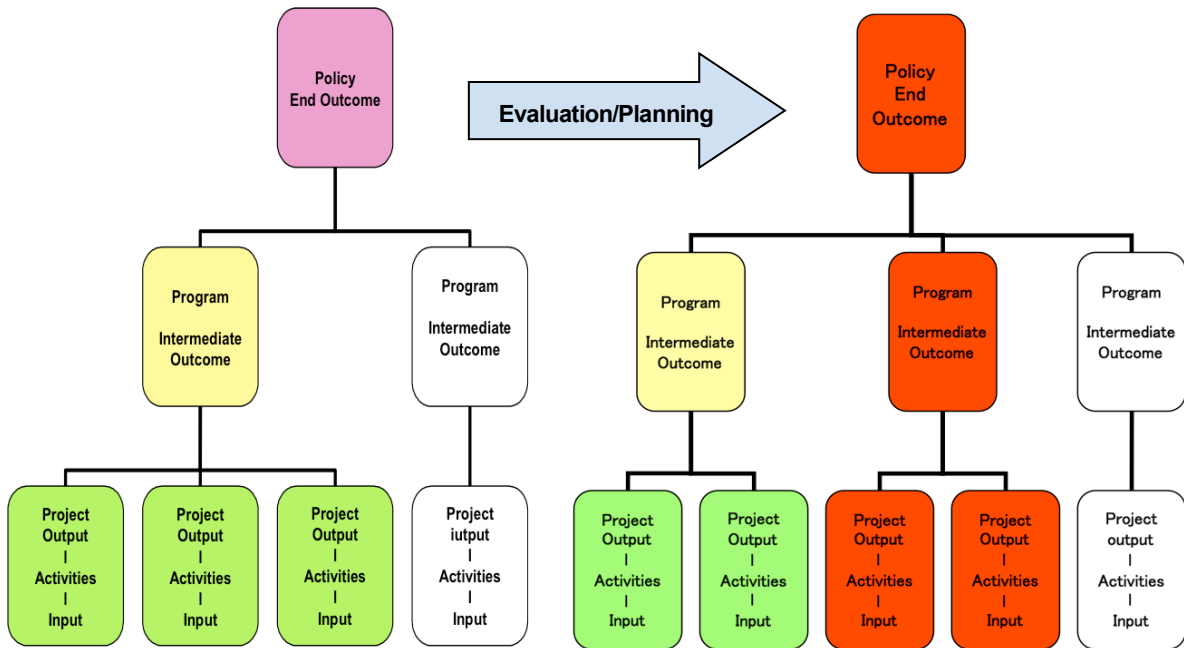 Policy
End Outcome
Evaluation/Planning
Policy
End
Outcome
Program
Intermediate
Outcome
Program
Intermediate
Outcome
Program
Intermediate
Outcome
Program
Intermediate
Outcome
Program
Intermediate
Outcome
Project
Output
Activities
Input
Project
Output
Activities
Input
Project
Output
Activities
Input
Project
iutput
Activities
Input
Project
Output
Activities
Input
Project
Output
Activities
Input
Project
Output
Activities
Input
Project
Output
Activities
Input
Project
output
Activities
Input